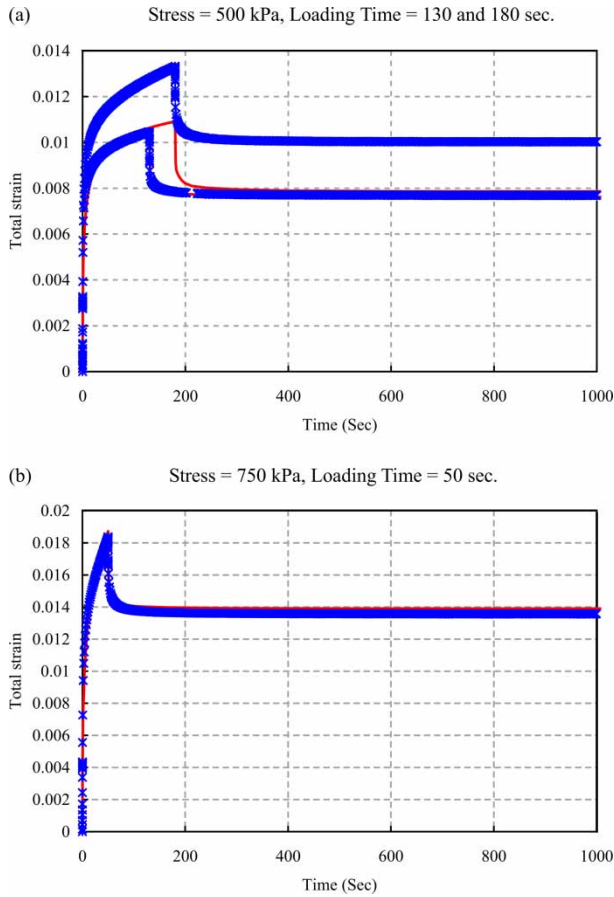 (a) Stress = 500 kPa, Loading Time = 130 and 180 sec.
0.014
0.012
0.010
0.008
0.006
0.004
0.002
0
Total strain
0 200 400 600 800 1000
Time (Sec)
(b) Stress = 750 kPa, Loading Time = 50 sec.
0.02
0.018
0.016
0.014
0.012
0.010
0.008
0.006
0.004
0.002
0
Total strain
0 200 400 600 800 1000
Time (Sec)